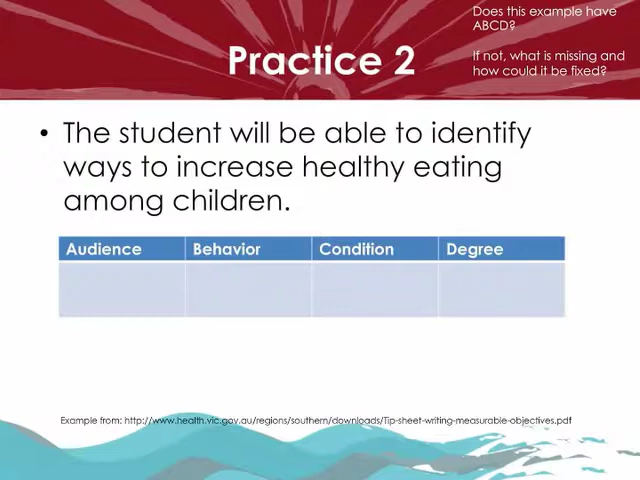 Does this example have
ABCD?
If not, what is missing and
how could it be fixed?
Practice 2
• The student will be able to identify
ways to increase healthy eating
among children.
Audience Behavior Condition Degree
Example from: http://www.health.vic.gov.au/regions/southern/downloads/Tip-sheet-writing-measurable-objectives.pdf